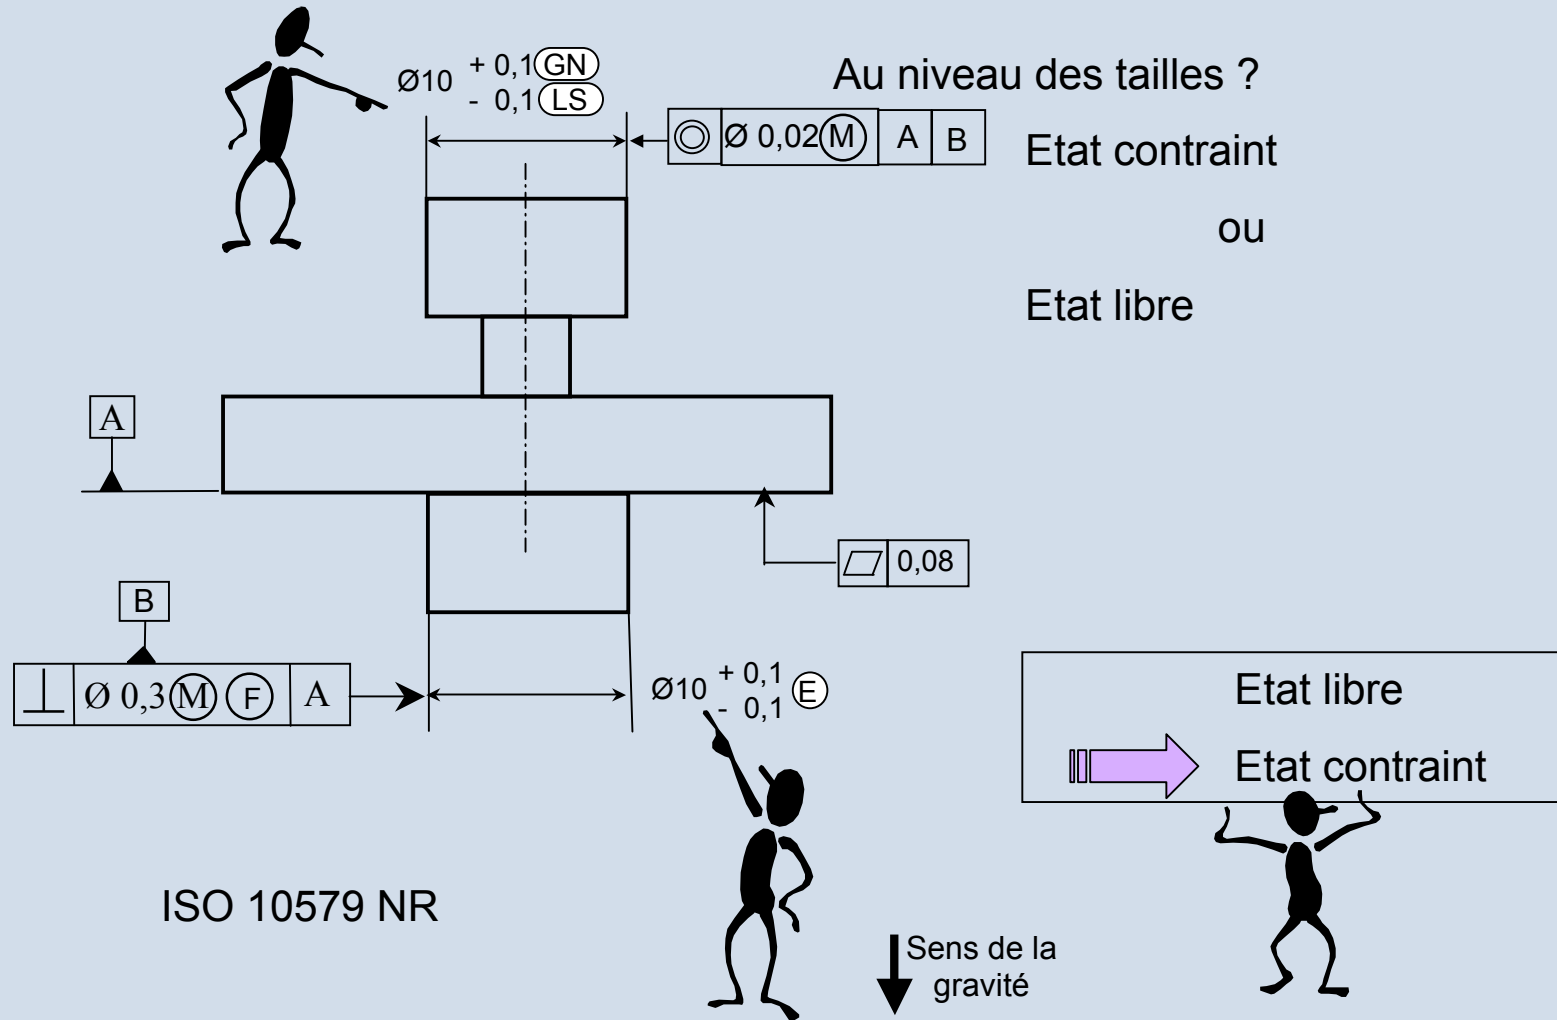 Ø10 + 0,1 GN
- 0,1 LS
Au niveau des tailles ?
Ø 0,02 M A B
Etat contraint
ou
Etat libre
A
0,08
B
Ø 0,3 M F A
Ø10 + 0,1 E
- 0,1
Etat libre
Etat contraint
ISO 10579 NR
Sens de la
gravité